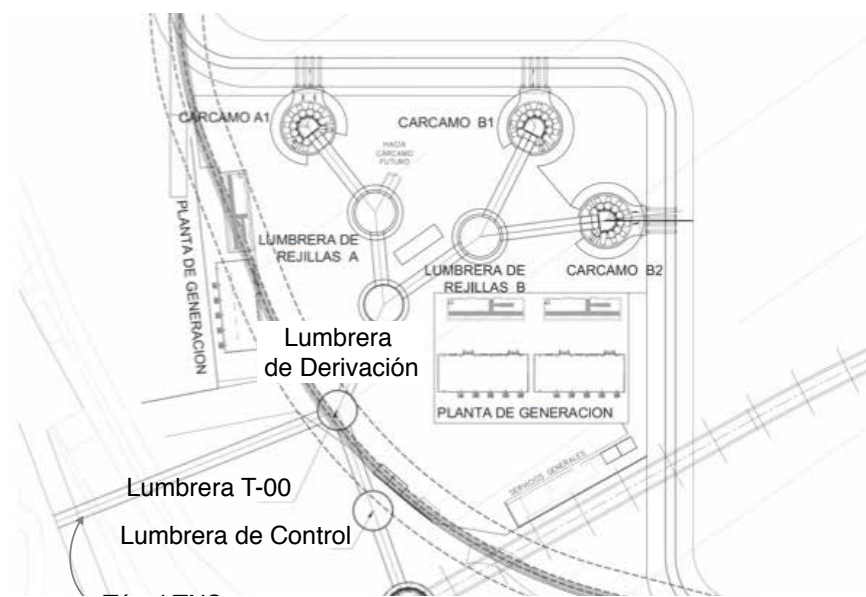 CARCAMO A1
CARCAMO B1
HACIA
CÁRCAMO
FUTURO
PLANTA DE GENERACION
LUMBRERA DE
REJILLAS A
LUMBRERA DE
REJILLAS B
CARCAMO B2
Lumbrera
de Derivación
PLANTA DE GENERACION
SERVICIOS GENERALES
Lumbrera T-00
Lumbrera de Control